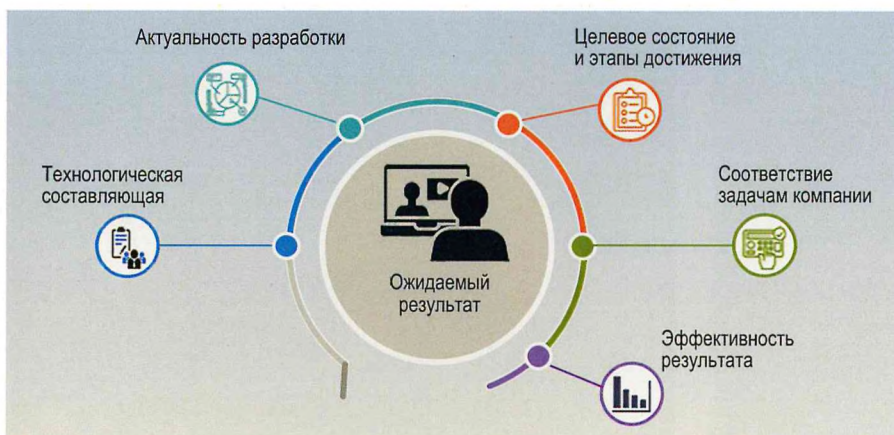 Актуальность разработки
Целевое состояние
и этапы достижения
Технологическая
составляющая
Соответствие
задачам компании
Ожидаемый
результат
Эффективность
результата